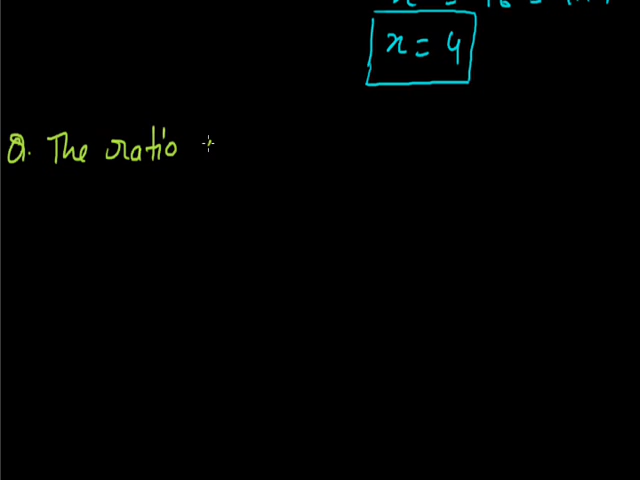 x = 4
Q. The ratio